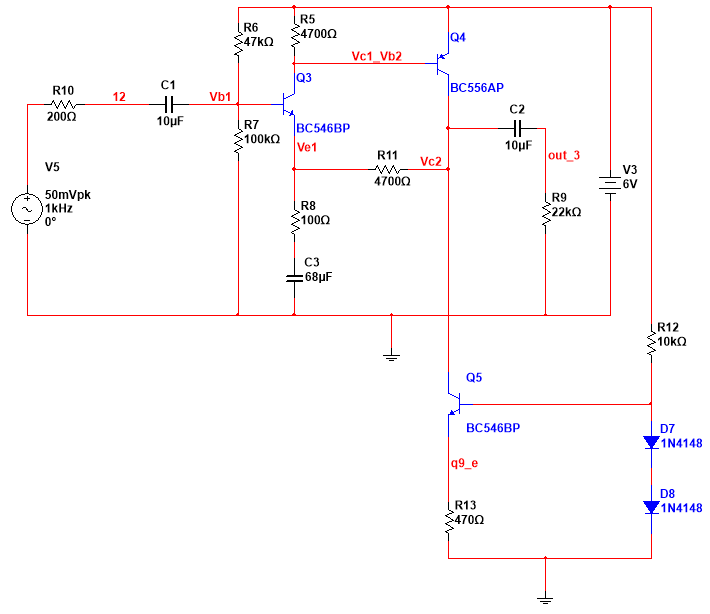 R6
47kΩ
R5
4700Ω
Q4
Vc1_Vb2
Q3
BC556AP
R10
200Ω
12
C1
10µF
Vb1
R7
100kΩ
BC546BP
Ve1
C2
10µF
out_3
V5
50mVpk
1kHz
0°
R11
4700Ω
Vc2
V3
6V
R9
22kΩ
R8
100Ω
C3
68µF
R12
10kΩ
Q5
BC546BP
D7
1N4148
q9_e
D8
1N4148
R13
470Ω